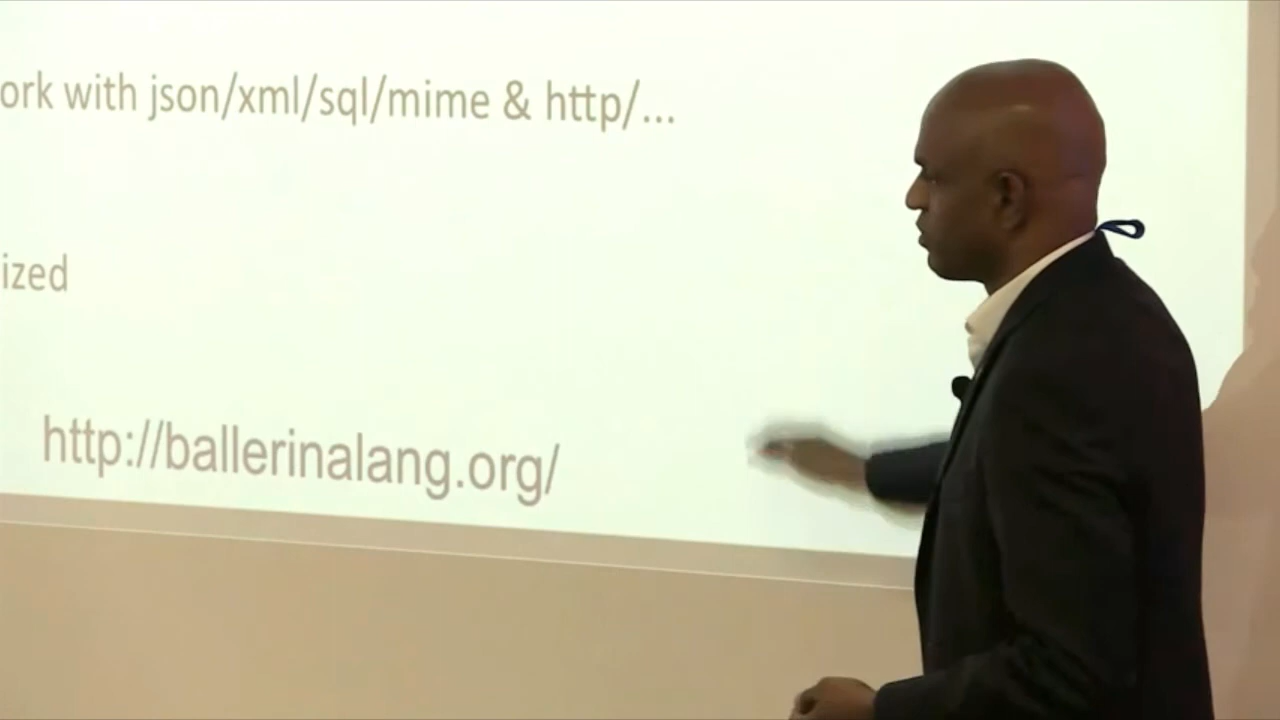 ork with json/xml/sql/mime & http/...
ized
http://ballerinalang.org/